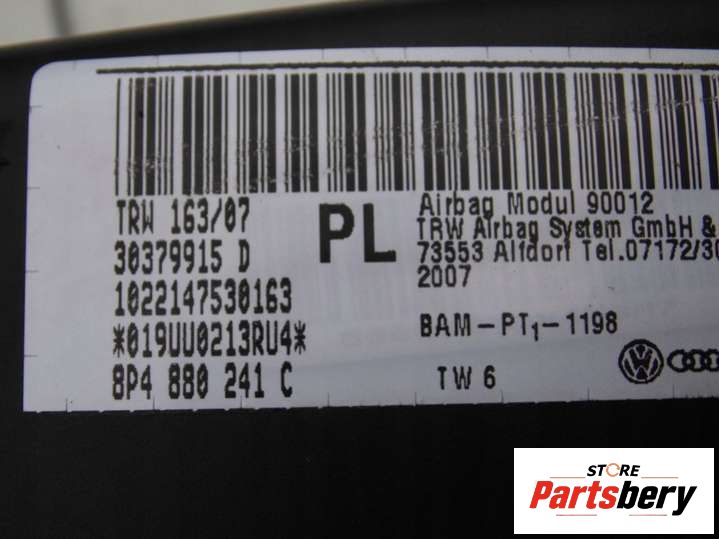 TRW 163/07
30379915 D
1022147530163
*019UU0213RU4*
8P4 880 241 C
PL
Airbag Modul 90012
TRW Airbag System GmbH &
73553 Alfdorf Tel.07172/30
2007
BAM-PT1-1198
TW 6
STORE
Partsbery